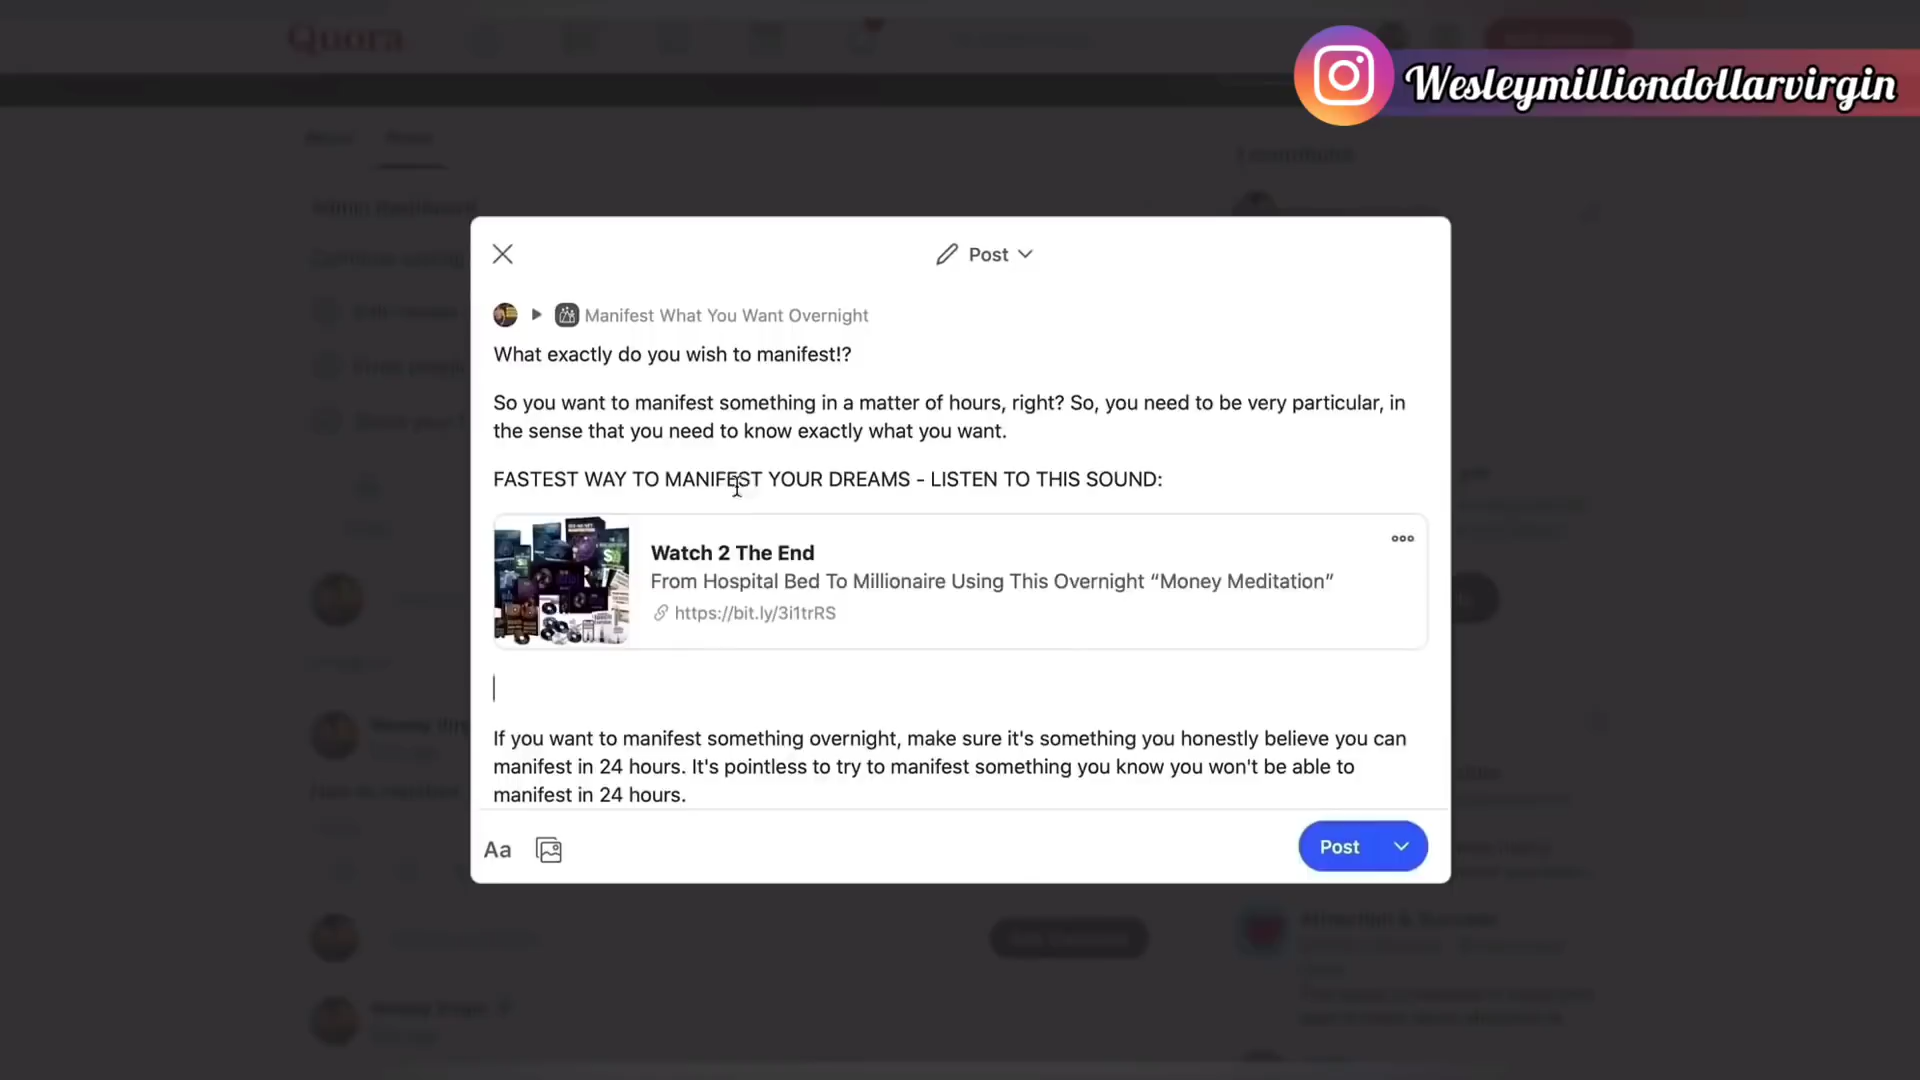 Quora
Wesleymilliondollarvirgin
Post
Manifest What You Want Overnight
What exactly do you wish to manifest!?
So you want to manifest something in a matter of hours, right? So, you need to be very particular, in
the sense that you need to know exactly what you want.
FASTEST WAY TO MANIFEST YOUR DREAMS - LISTEN TO THIS SOUND:
Watch 2 The End
From Hospital Bed To Millionaire Using This Overnight “Money Meditation”
https://bit.ly/3i1trRS
If you want to manifest something overnight, make sure it's something you honestly believe you can
manifest in 24 hours. It's pointless to try to manifest something you know you won't be able to
manifest in 24 hours.
Aa
Post